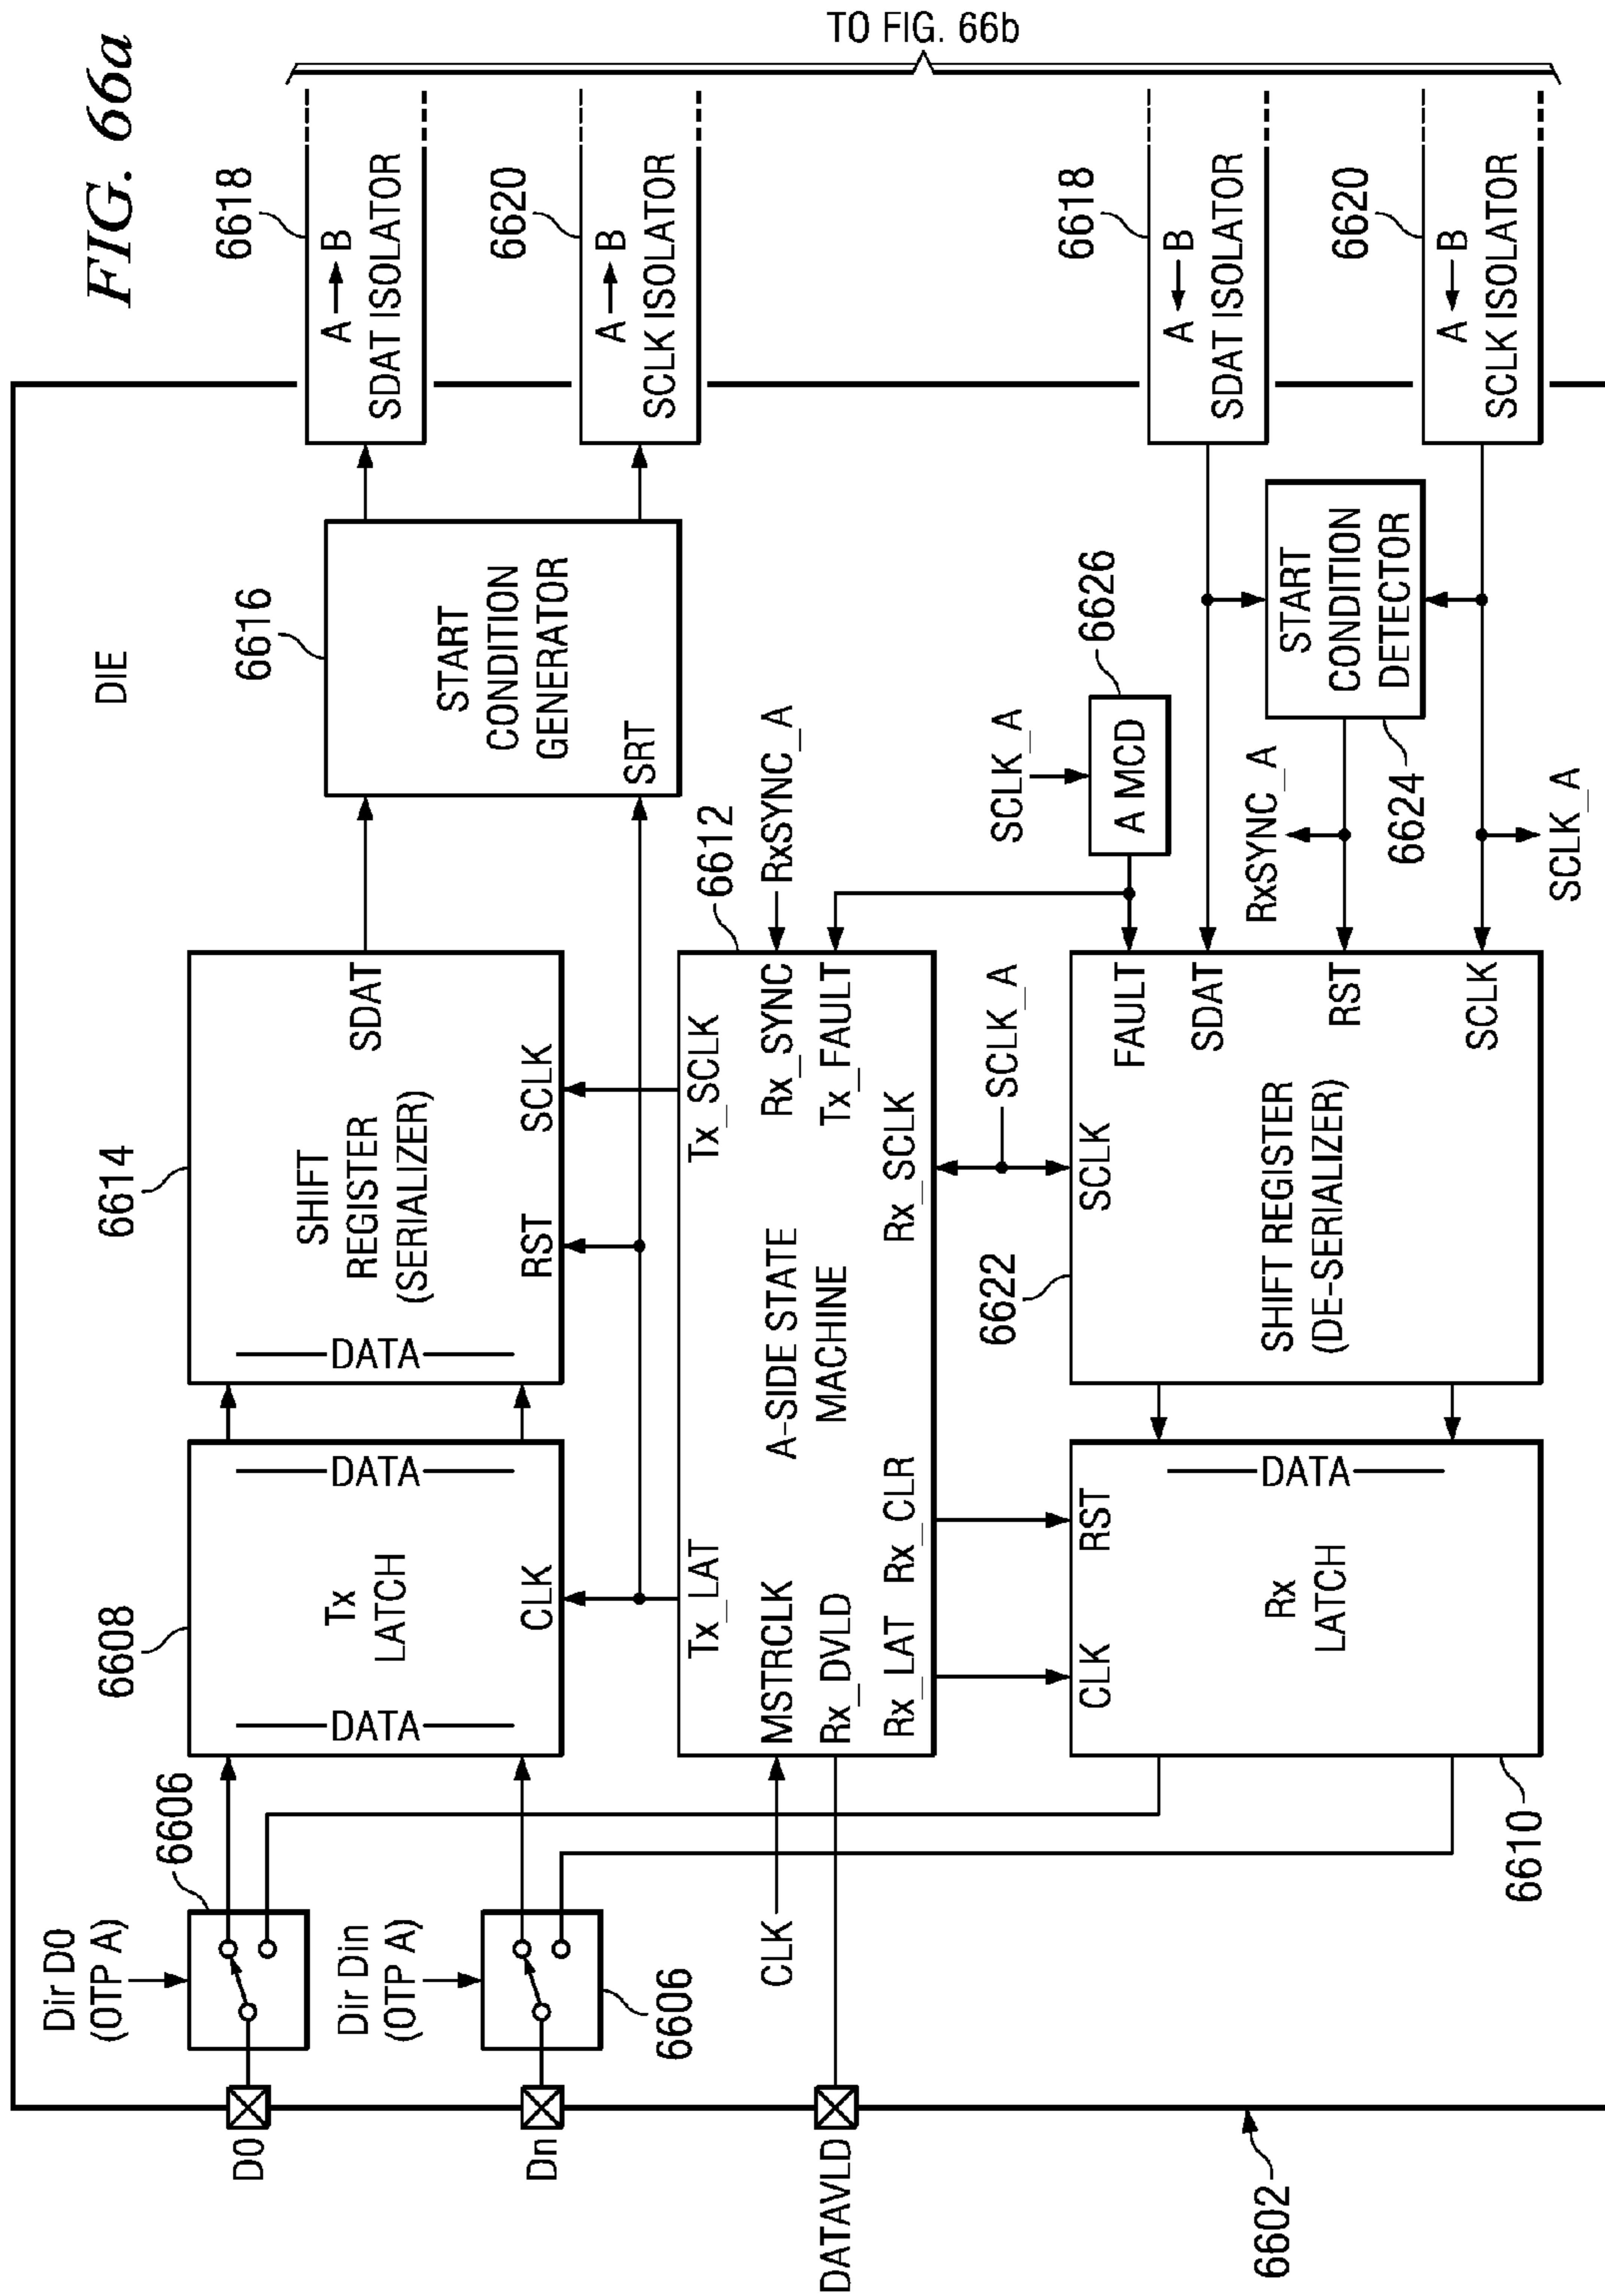 FIG. 66a
DIE
TO FIG. 66b
Dir D0
(OTP A)
6606
D0
Dir Din
(OTP A)
6606
Dn
DATAVLD
6602
6608
DATA
Tx
LATCH
DATA
CLK
6614
DATA
SHIFT
REGISTER
(SERIALIZER)
SDAT
RST
SCLK
6616
START
CONDITION
GENERATOR
SRT
6618
A B
SDAT ISOLATOR
6620
A B
SCLK ISOLATOR
6612
Tx_LAT
Tx_SCLK
CLK
MSTRCLK
A-SIDE STATE
MACHINE
Rx_SYNC
RxSYNC_A
Rx_DVLD
Tx_FAULT
Rx_LAT
Rx_CLR
Rx_SCLK
SCLK_A
SCLK_A
A MCD
6626
6610
CLK
RST
Rx
LATCH
DATA
6622
SCLK
SHIFT REGISTER
(DE-SERIALIZER)
FAULT
SDAT
RST
SCLK
RxSYNC_A
START
CONDITION
DETECTOR
6624
SCLK_A
6618
A B
SDAT ISOLATOR
6620
A B
SCLK ISOLATOR